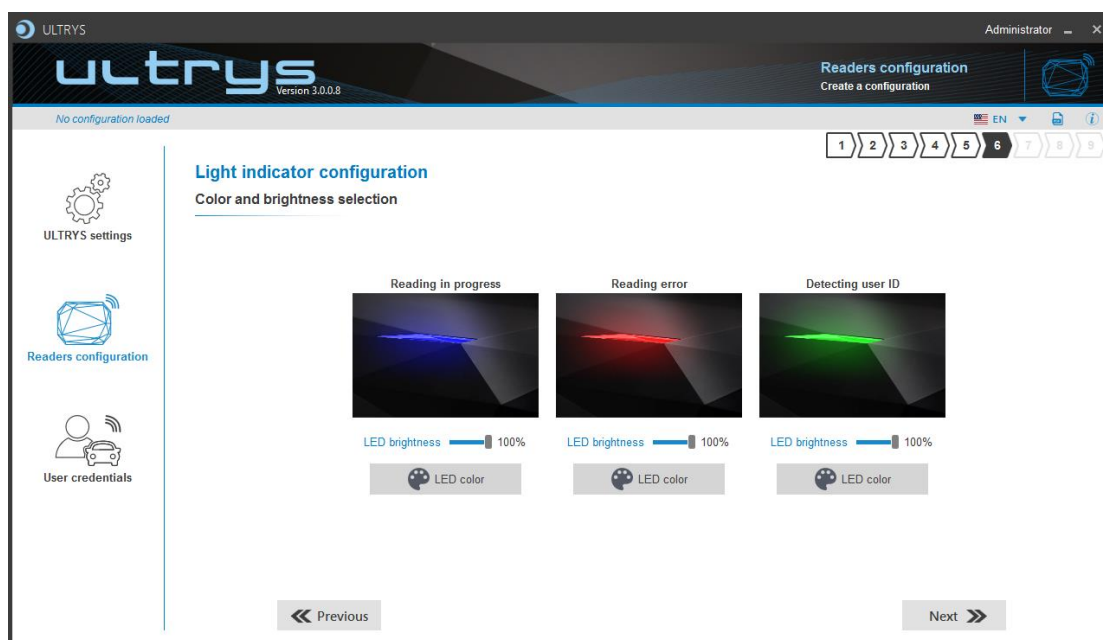 ULTRYS
Administrator
ultrys
Version 3.0.0.8
Readers configuration
Create a configuration
No configuration loaded
EN
1 2 3 4 5 6 7 8 9
Light indicator configuration
Color and brightness selection
ULTRYS settings
Readers configuration
User credentials
Reading in progress Reading error Detecting user ID
LED brightness 100% LED brightness 100% LED brightness 100%
LED color LED color LED color
Previous Next